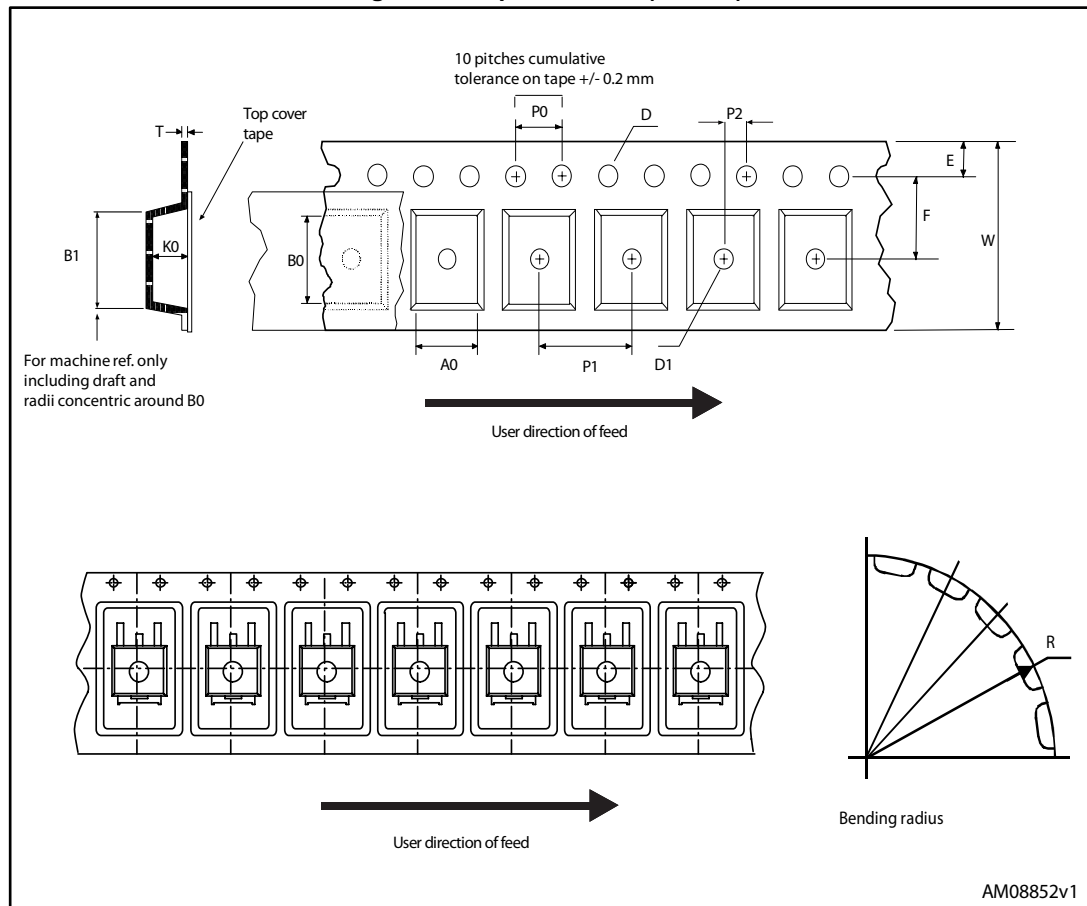 10 pitches cumulative
tolerance on tape +/- 0.2 mm
P0
D
P2
T
Top cover
tape
E
F
W
B1
K0
B0
A0
P1
D1
For machine ref. only
including draft and
radii concentric around B0
User direction of feed
R
User direction of feed
Bending radius
AM08852v1